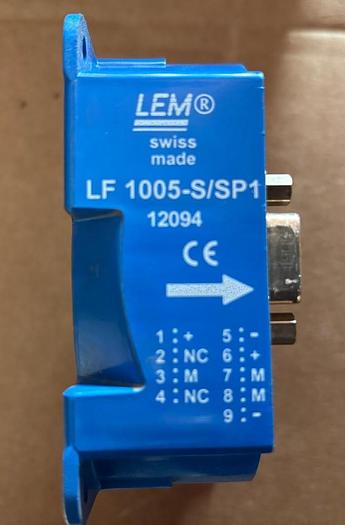 LEM®
swiss
made
LF 1005-S/SP1
12094
CE
1 : + 5 : -
2 : NC 6 : +
3 : M 7 : M
4 : NC 8 : M
9 : -